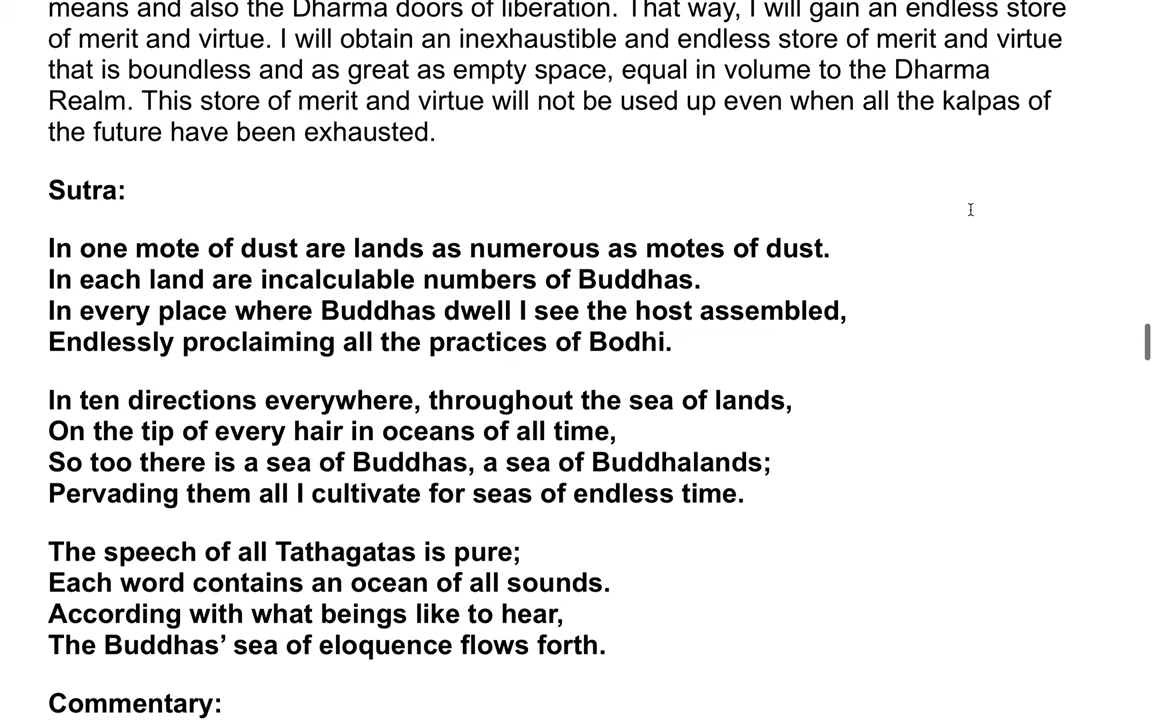 means and also the Dharma doors of liberation. That way, I will gain an endless store
of merit and virtue. I will obtain an inexhaustible and endless store of merit and virtue
that is boundless and as great as empty space, equal in volume to the Dharma
Realm. This store of merit and virtue will not be used up even when all the kalpas of
the future have been exhausted.
Sutra:
In one mote of dust are lands as numerous as motes of dust.
In each land are incalculable numbers of Buddhas.
In every place where Buddhas dwell I see the host assembled,
Endlessly proclaiming all the practices of Bodhi.
In ten directions everywhere, throughout the sea of lands,
On the tip of every hair in oceans of all time,
So too there is a sea of Buddhas, a sea of Buddhalands;
Pervading them all I cultivate for seas of endless time.
The speech of all Tathagatas is pure;
Each word contains an ocean of all sounds.
According with what beings like to hear,
The Buddhas’ sea of eloquence flows forth.
Commentary: